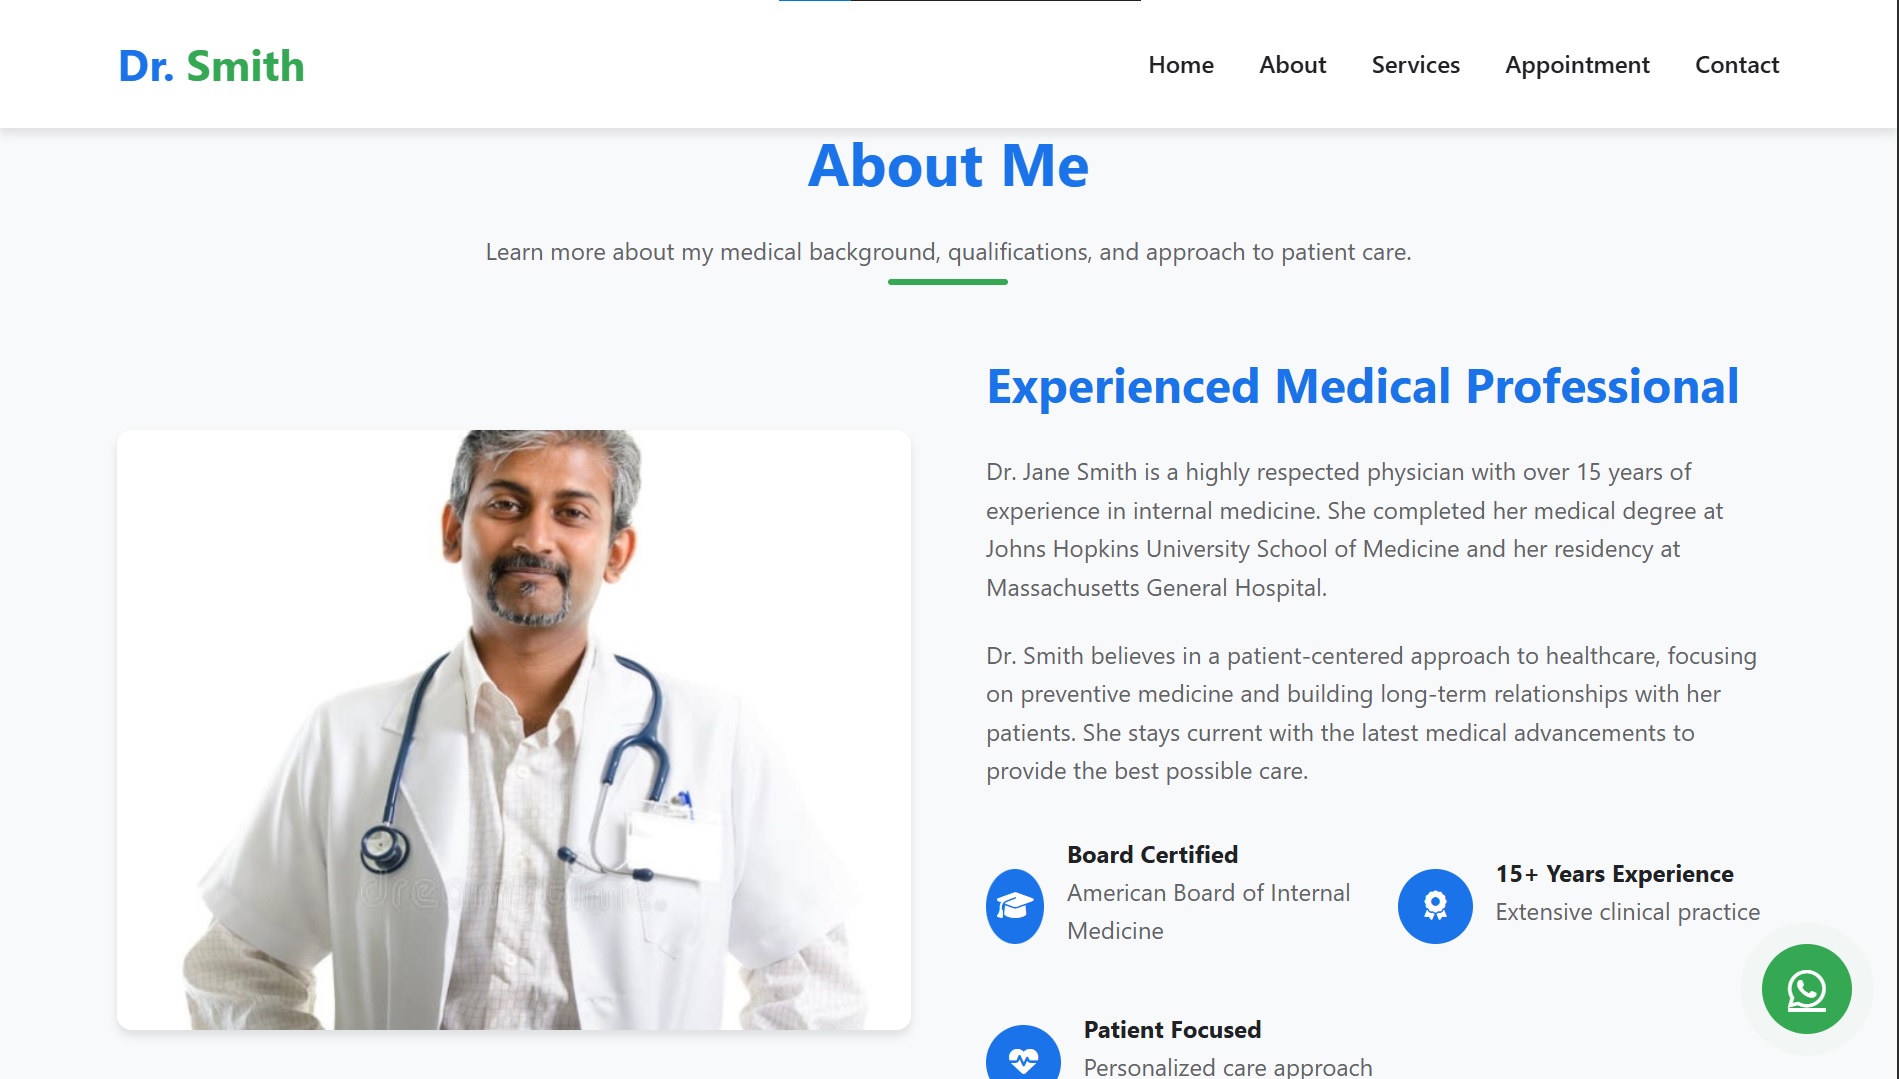 Dr. Smith
Home
About
Services
Appointment
Contact
About Me
Learn more about my medical background, qualifications, and approach to patient care.
Experienced Medical Professional
Dr. Jane Smith is a highly respected physician with over 15 years of
experience in internal medicine. She completed her medical degree at
Johns Hopkins University School of Medicine and her residency at
Massachusetts General Hospital.
Dr. Smith believes in a patient-centered approach to healthcare, focusing
on preventive medicine and building long-term relationships with her
patients. She stays current with the latest medical advancements to
provide the best possible care.
dreamstime
Board Certified
American Board of Internal
Medicine
15+ Years Experience
Extensive clinical practice
Patient Focused
Personalized care approach